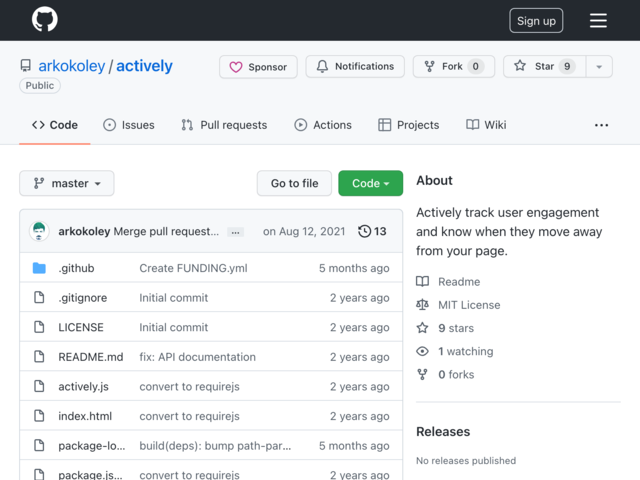 Sign up
arkokoley / actively
Public
Sponsor
Notifications
Fork 0
Star 9
Code
Issues
Pull requests
Actions
Projects
Wiki
master
Go to file
Code
About
Actively track user engagement
and know when they move away
from your page.
Readme
MIT License
9 stars
1 watching
0 forks
Releases
No releases published
arkokoley Merge pull request… ... on Aug 12, 2021 13
.github Create FUNDING.yml 5 months ago
.gitignore Initial commit 2 years ago
LICENSE Initial commit 2 years ago
README.md fix: API documentation 2 years ago
actively.js convert to requirejs 2 years ago
index.html convert to requirejs 2 years ago
package-lo… build(deps): bump path-par… 5 months ago
package.js… convert to requirejs 2 years ago